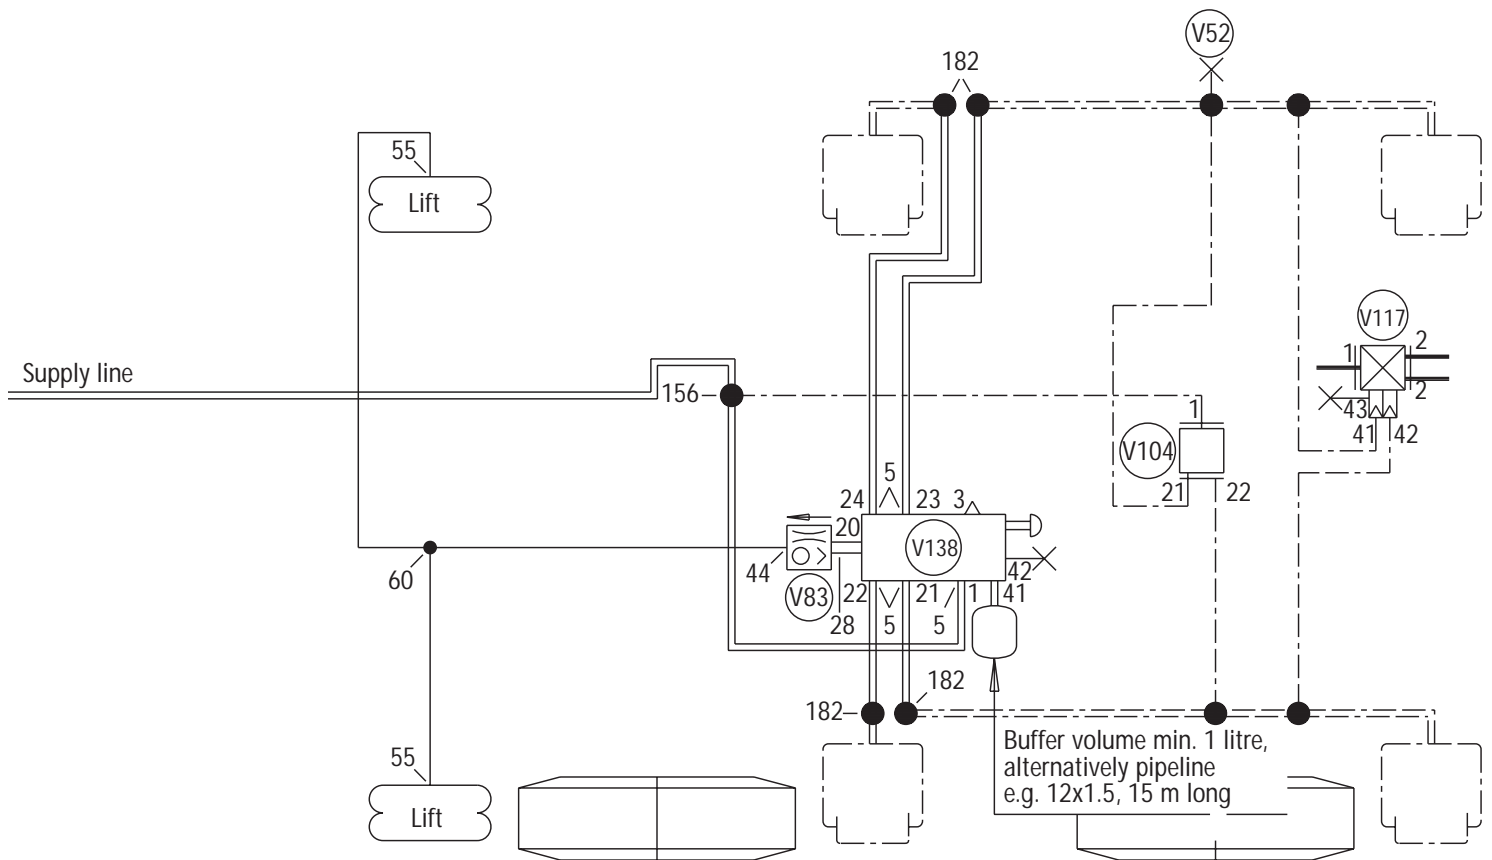 V52
182
55
Lift
V117
1
2
Supply line
156
2
43
1
41
42
V104
5
21
22
24
23
3
20
V138
60
44
42
V83
22
21
1
41
28
5
5
182
182
Buffer volume min. 1 litre,
alternatively pipeline
e.g. 12x1.5, 15 m long
55
Lift